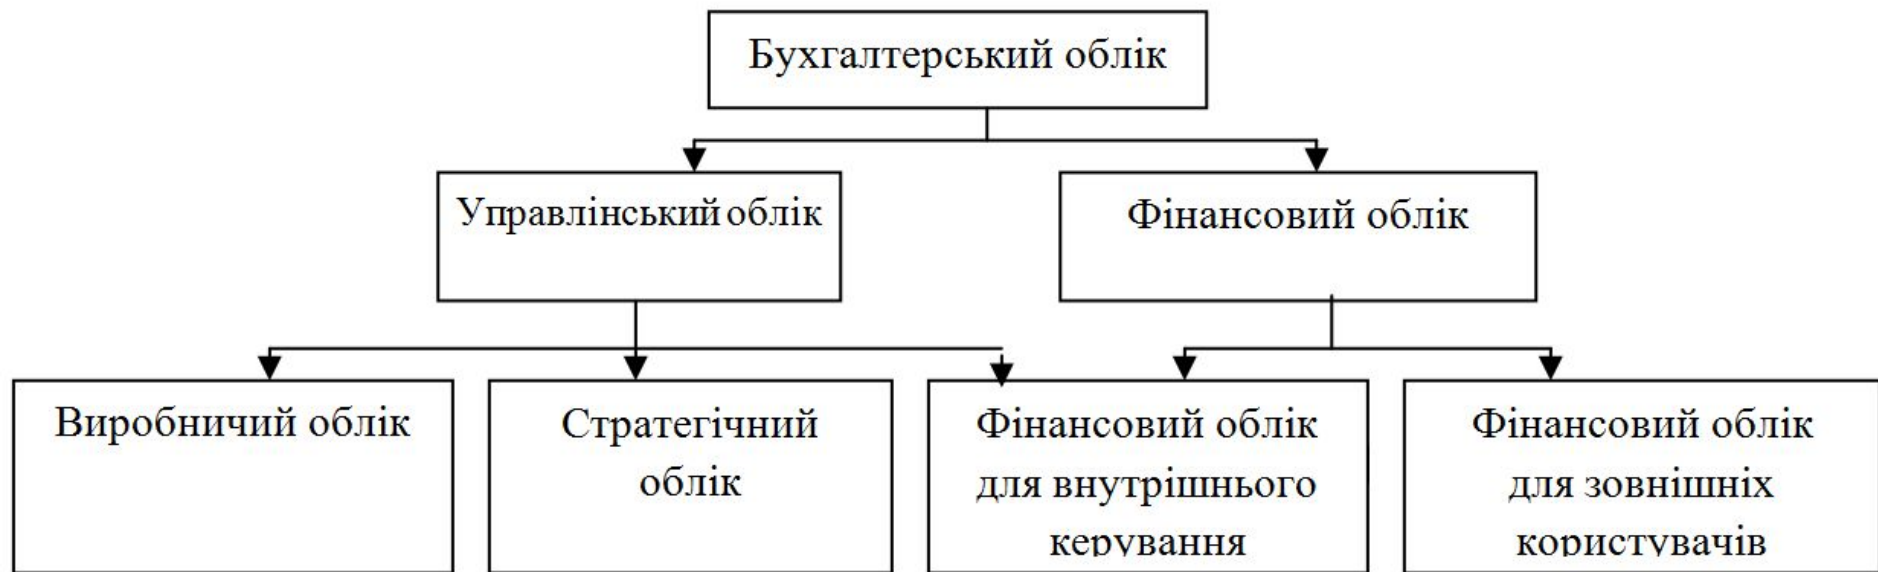 Бухгалтерський облік
Управлінський облік
Фінансовий облік
Виробничий облік
Стратегічний
облік
Фінансовий облік
для внутрішнього
керування
Фінансовий облік
для зовнішніх
користувачів